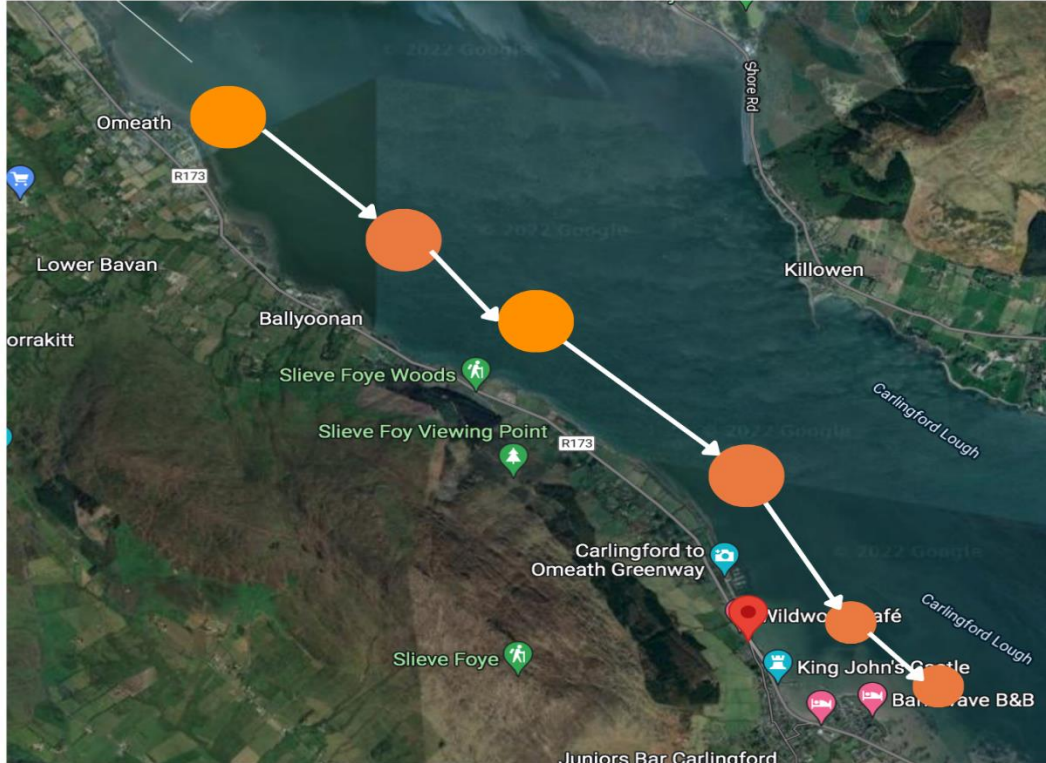 © 2022 Google
Shore Rd
Omeath
R173
© 2022 Google
Lower Bavan
Killowen
Ballyoonan
orrakitt
Slieve Foye Woods
Carlingford Lough
Slieve Foy Viewing Point
R173
2022 Google
Carlingford to
Omeath Greenway
© 2022 Google
Carlingford Lough
Slieve Foye
King John's Castle
B&B
Juniors Bar Carlingford